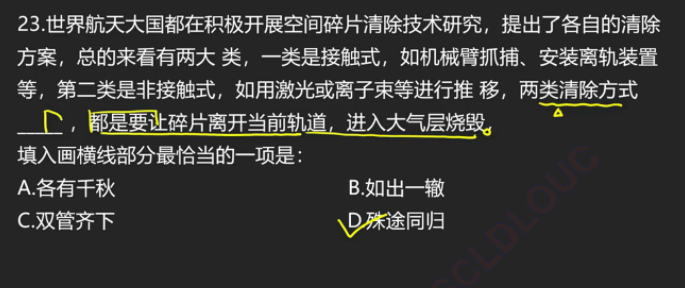 23.世界航天大国都在积极开展空间碎片清除技术研究，提出了各自的清除
方案，总的来看有两大 类，一类是接触式，如机械臂抓捕、安装离轨装置
等，第二类是非接触式，如用激光或离子束等进行推 移，两类清除方式
____ ，都是要让碎片离开当前轨道，进入大气层烧毁。
填入画横线部分最恰当的一项是：
A.各有千秋 B.如出一辙
C.双管齐下 D.殊途同归